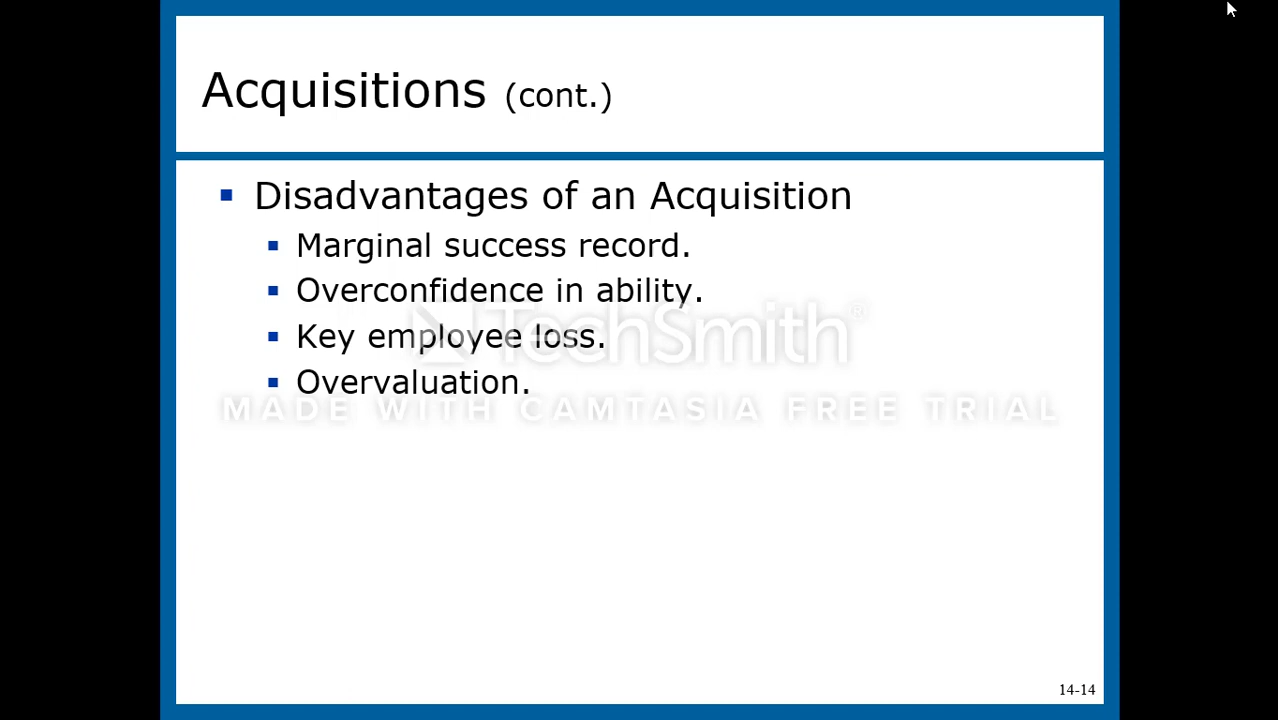 Acquisitions (cont.)
Disadvantages of an Acquisition
Marginal success record.
Overconfidence in ability.
Key employee loss.
TechSmith®
Overvaluation.
MADE WITH CAMTASIA FREE TRIAL
14-14